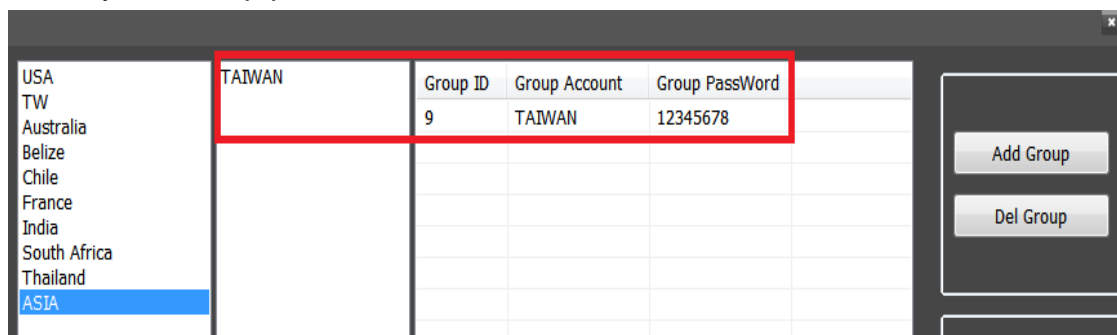 USA
TW
Australia
Belize
Chile
France
India
South Africa
Thailand
ASIA
TAIWAN
Group ID Group Account Group PassWord
9 TAIWAN 12345678
Add Group
Del Group